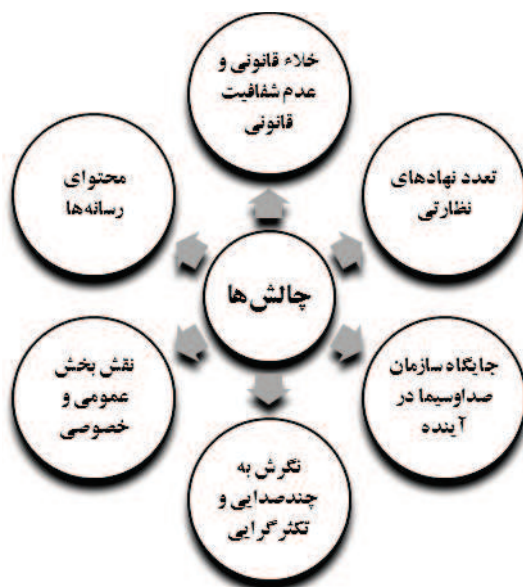 خلاء قانونی و
عدم شفافیت
قانونی
تعدد نهادهای
نظارتی
محتوای
رسانه‌ها
چالش‌ها
جایگاه سازمان
صداوسیما در
آینده
نقش بخش
عمومی و
خصوصی
نگرش به
چندصدایی و
تکثرگرایی